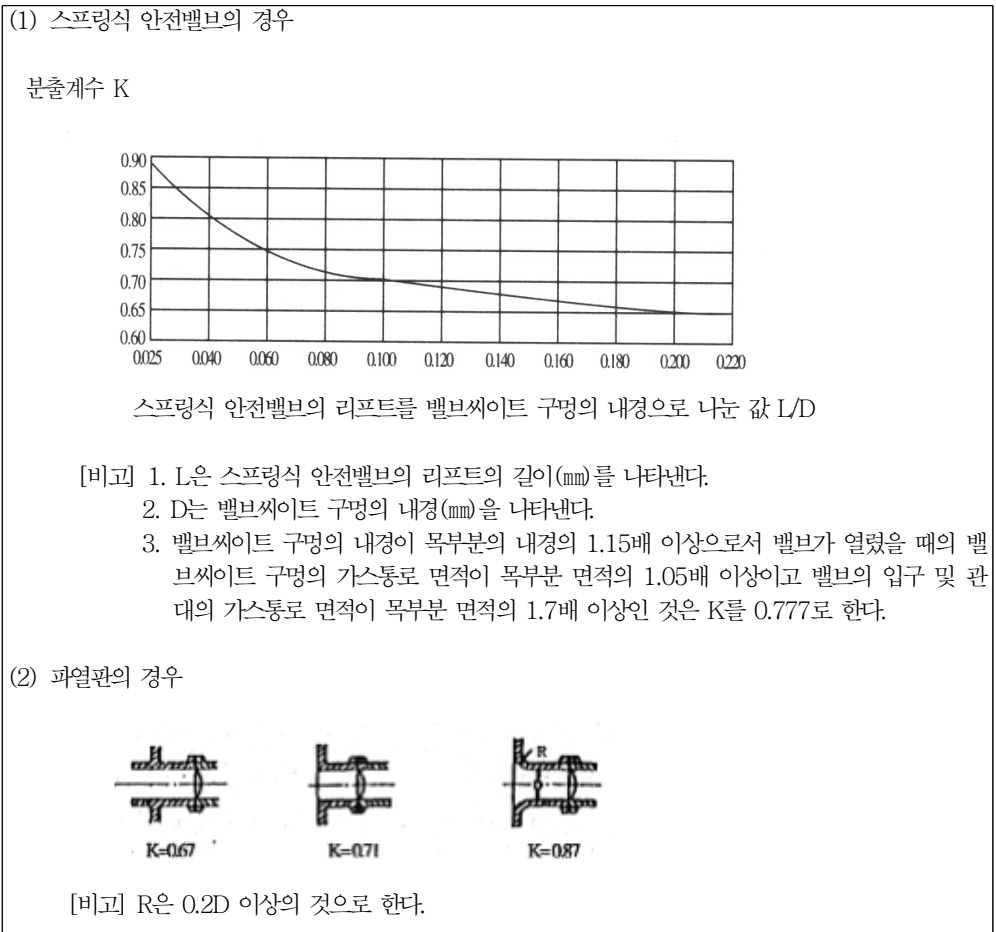 (1) 스프링식 안전밸브의 경우
분출계수 K
0.90
0.85
0.80
0.75
0.70
0.65
0.60
0.025 0.040 0.060 0.080 0.100 0.120 0.140 0.160 0.180 0.200 0.220
스프링식 안전밸브의 리프트를 밸브씨이트 구멍의 내경으로 나눈 값 L/D
[비고] 1. L은 스프링식 안전밸브의 리프트의 길이(㎜)를 나타낸다.
2. D는 밸브씨이트 구멍의 내경(㎜)을 나타낸다.
3. 밸브씨이트 구멍의 내경이 목부분의 내경의 1.15배 이상으로서 밸브가 열렸을 때의 밸
브씨이트 구멍의 가스통로 면적이 목부분 면적의 1.05배 이상이고 밸브의 입구 및 관
대의 가스통로 면적이 목부분 면적의 1.7배 이상인 것은 K를 0.777로 한다.
(2) 파열판의 경우
R
D
K=0.67 K=0.71 K=0.87
[비고] R은 0.2D 이상의 것으로 한다.